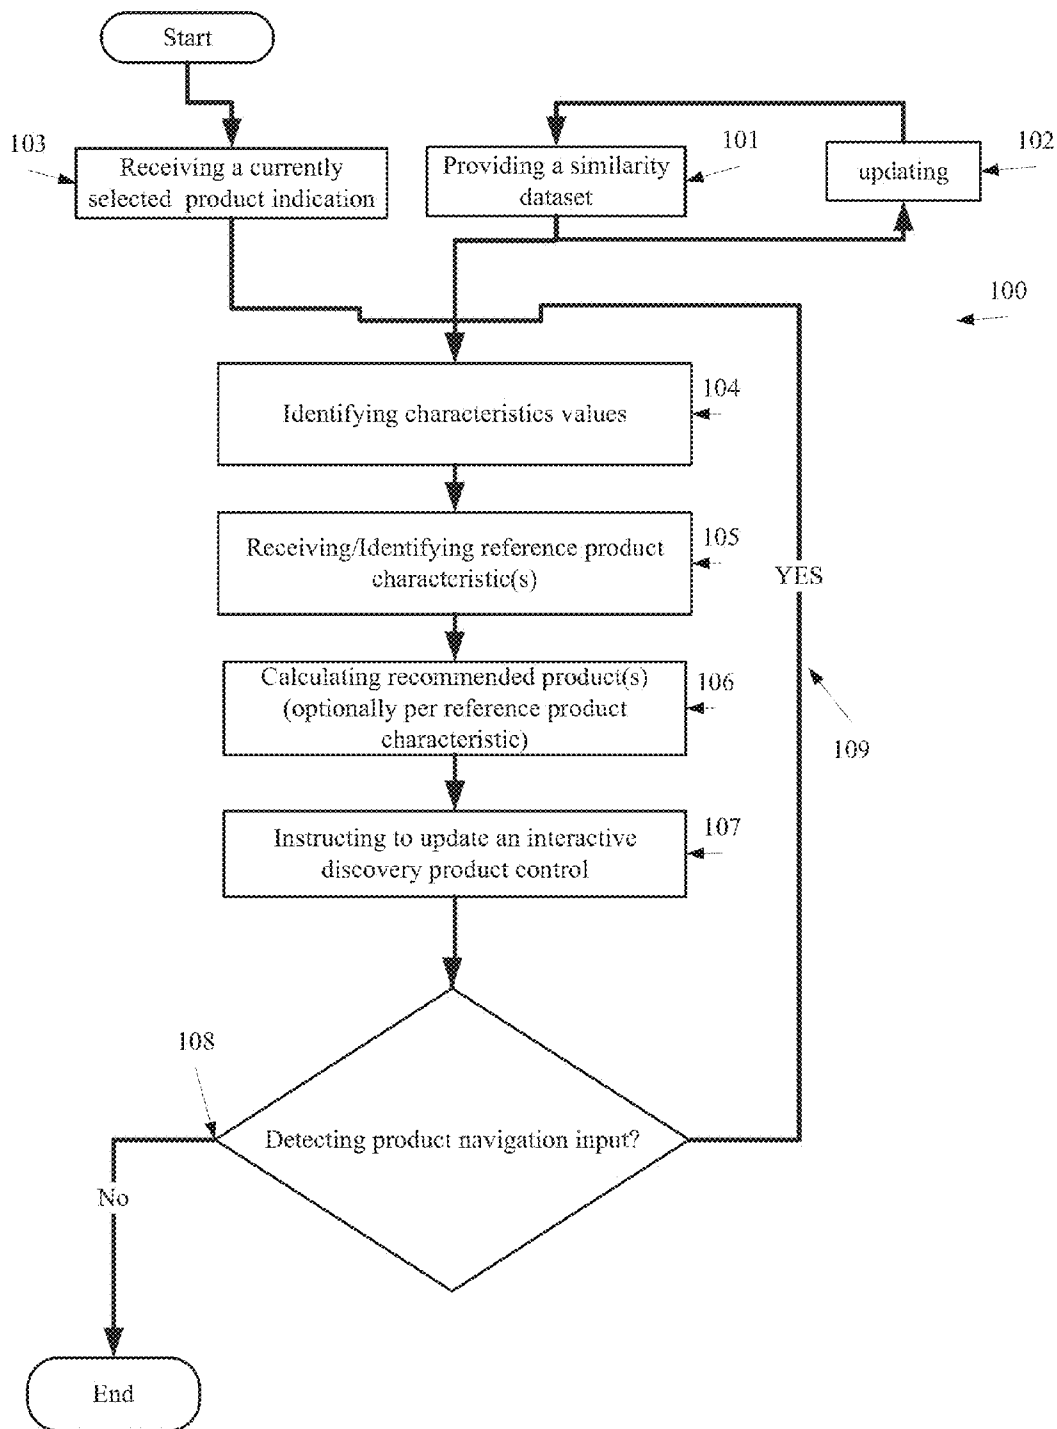 Start
103
Receiving a currently
selected product indication
101
Providing a similarity
dataset
102
updating
100
104
Identifying characteristics values
105
Receiving/Identifying reference product
characteristic(s)
YES
106
Calculating recommended product(s)
(optionally per reference product
characteristic)
109
107
Instructing to update an interactive
discovery product control
108
Detecting product navigation input?
No
End